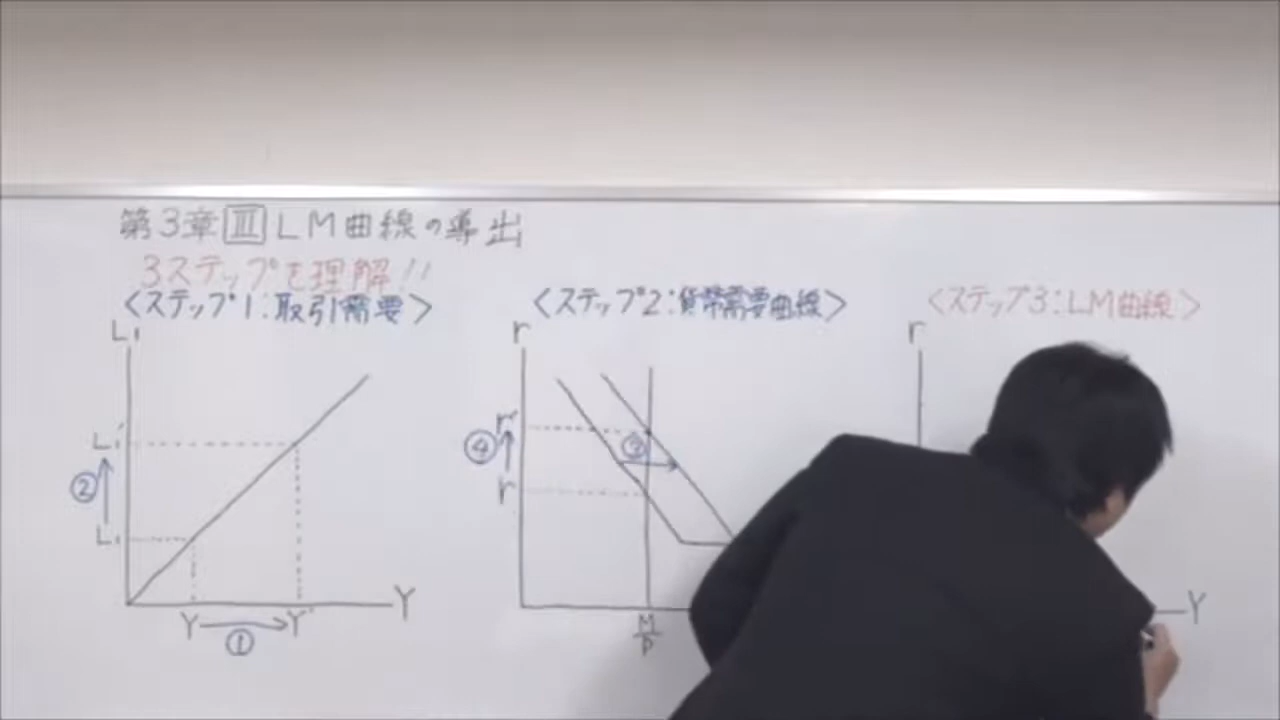 第3章 Ⅲ LM曲線の導出
3ステップを理解!!
<ステップ1:取引需要>
L₁
L₁'
②
L₁
Y
Y
Y'
①
<ステップ2:貨幣需要曲線>
r
r'
④
③
r
M/P
<ステップ3:LM曲線>
r
Y